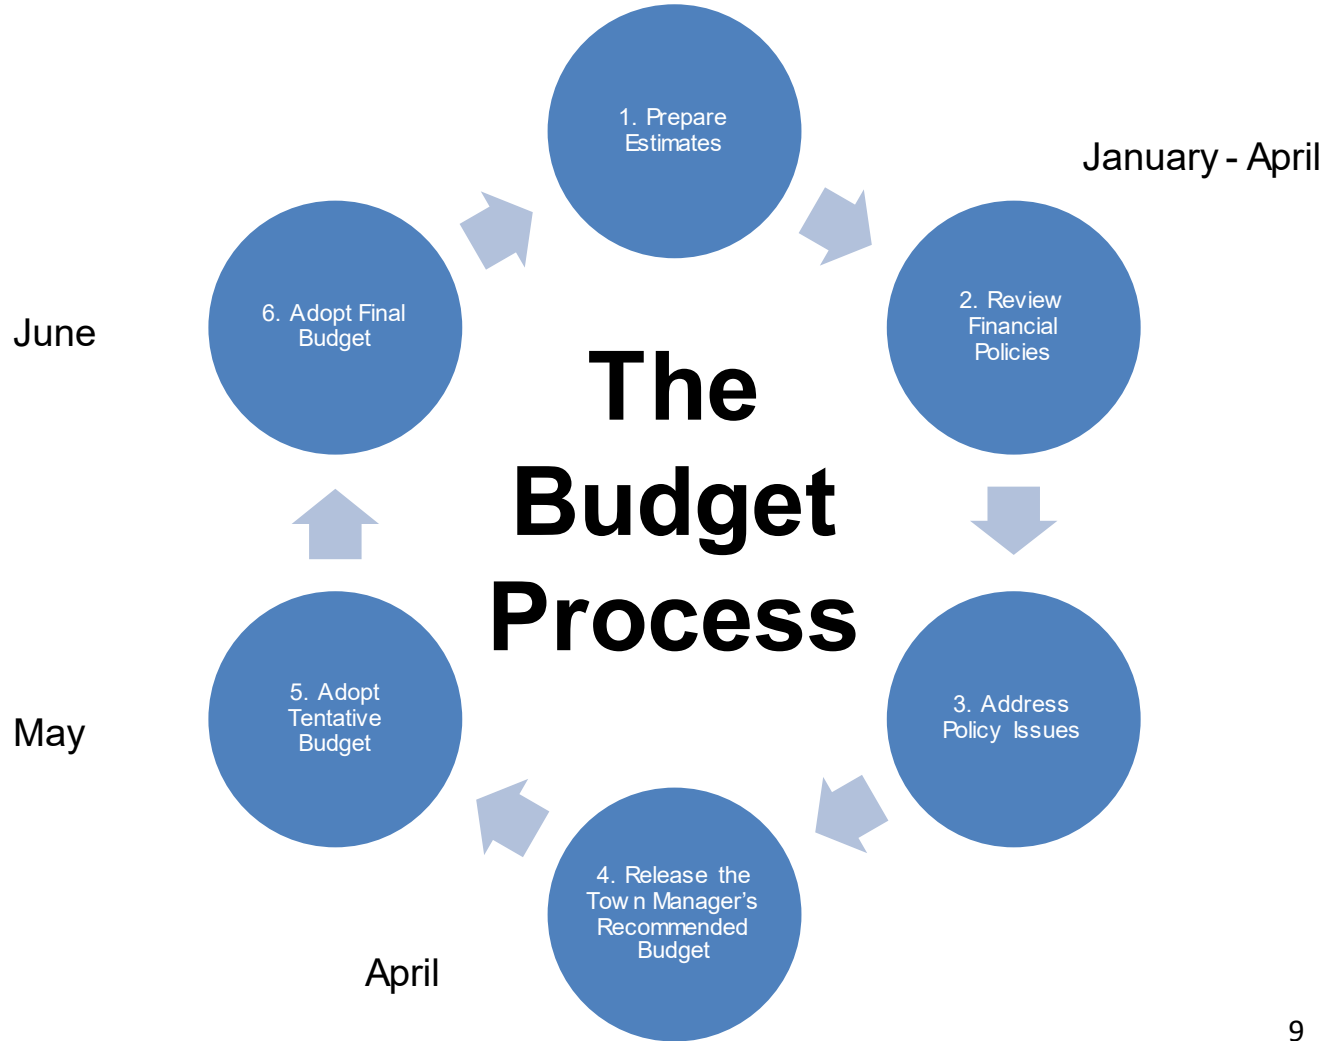 1. Prepare
Estimates
January - April
2. Review
Financial
Policies
6. Adopt Final
Budget
June
The
Budget
Process
3. Address
Policy Issues
5. Adopt
Tentative
Budget
May
4. Release the
Town Manager’s
Recommended
Budget
April
9